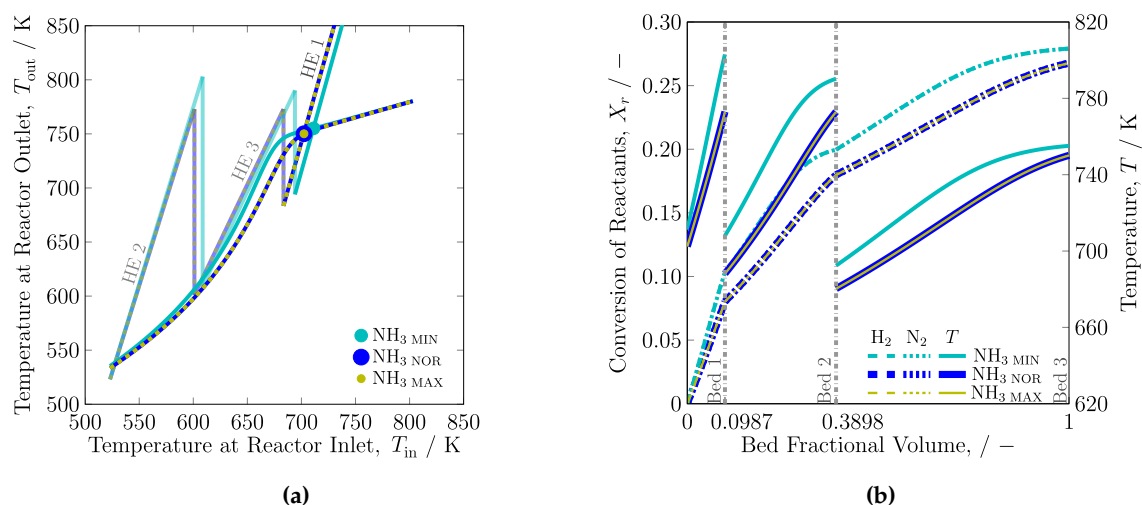 Temperature at Reactor Outlet, T_out / K
850
800
750
700
650
600
550
500
500 550 600 650 700 750 800 850
Temperature at Reactor Inlet, T_in / K
HE 1
HE 2
HE 3
NH3 MIN
NH3 NOR
NH3 MAX
(a)
Conversion of Reactants, X_r / −
0.30
0.25
0.20
0.15
0.10
0.05
0.00
0 0.0987 0.3898 1
Bed Fractional Volume, / −
Bed 1
Bed 2
Bed 3
H2 N2 T
NH3 MIN
NH3 NOR
NH3 MAX
820
780
740
700
660
620
Temperature, T / K
(b)